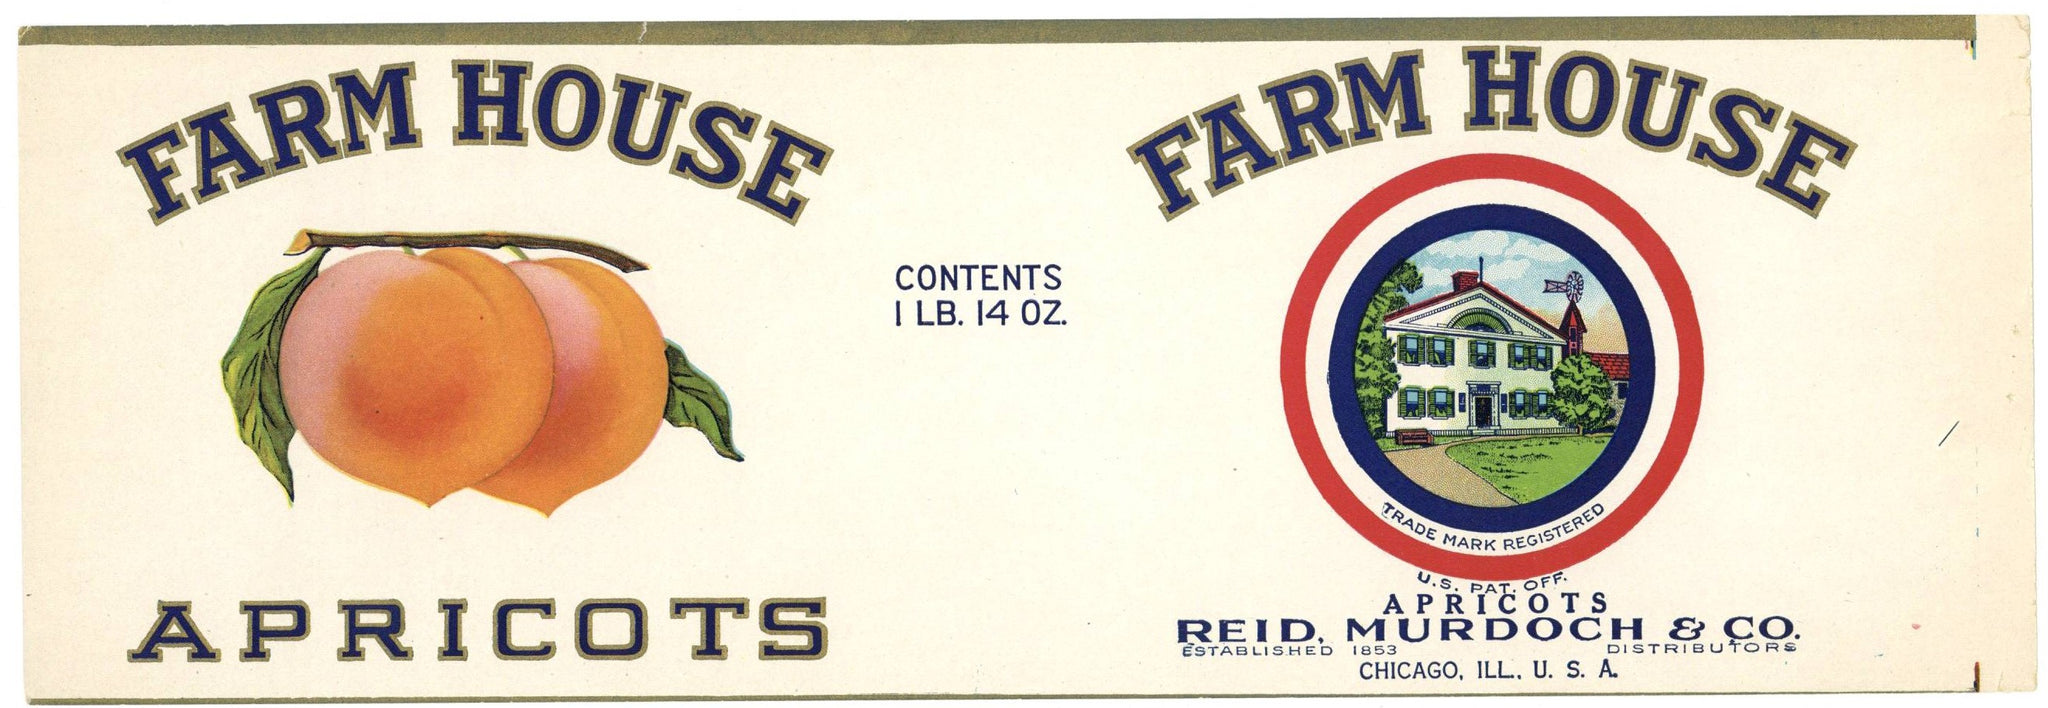 FARM HOUSE
APRICOTS
CONTENTS
1 LB. 14 OZ.
FARM HOUSE
TRADE MARK REGISTERED
U.S. PAT. OFF.
APRICOTS
REID, MURDOCH & CO.
ESTABLISHED 1853 DISTRIBUTORS
CHICAGO, ILL., U. S. A.